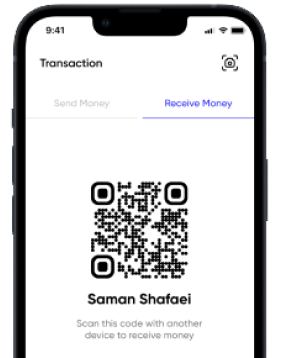 9:41
Transaction
Send Money
Receive Money
Saman Shafaei
Scan this code with another
device to receive money